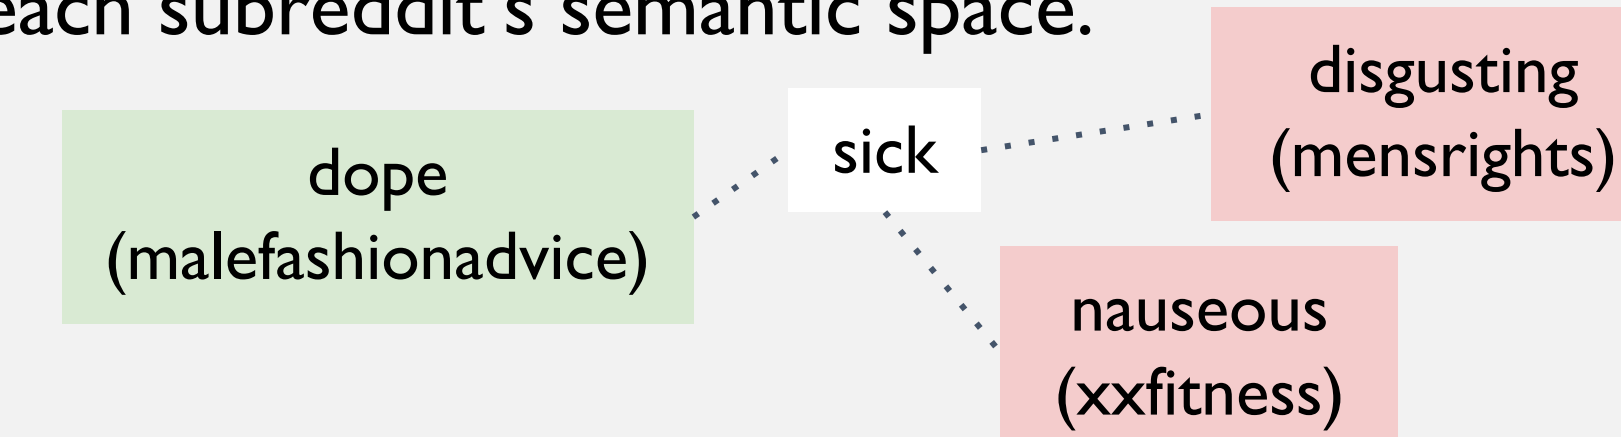 each subreddit's semantic space.
dope
(malefashionadvice)
sick
disgusting
(mensrights)
nauseous
(xxfitness)